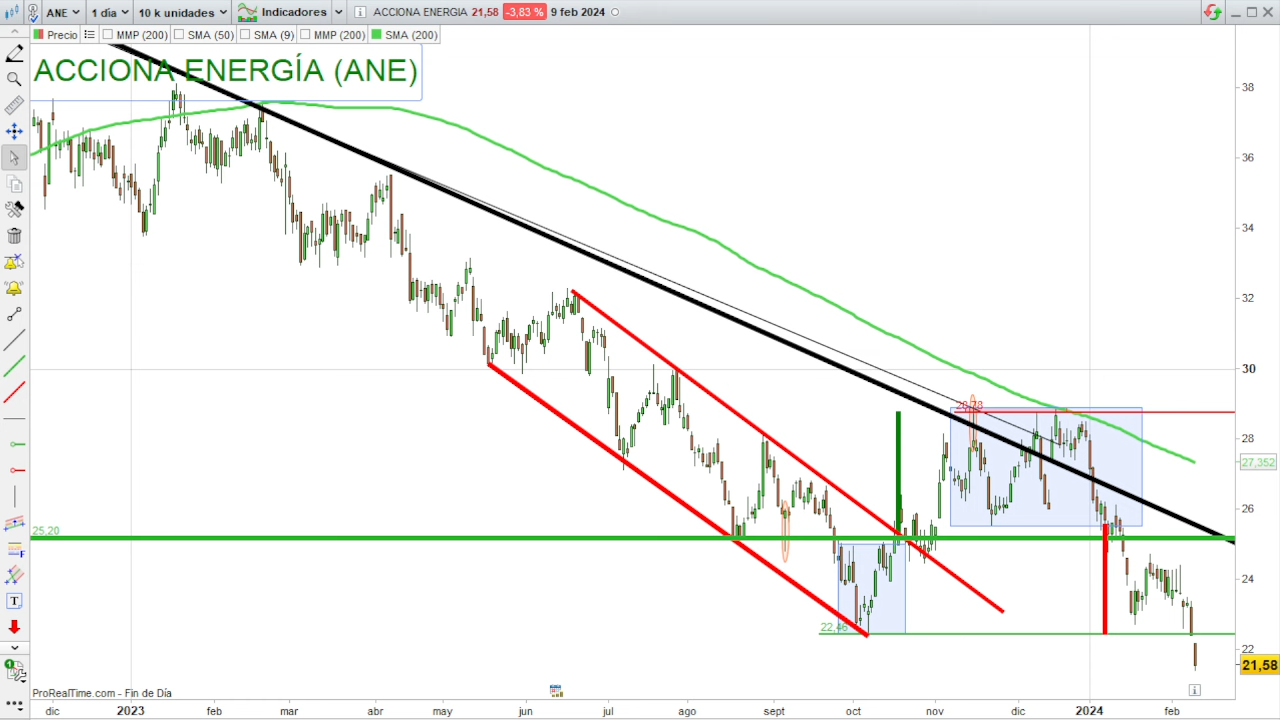 ANE 1 día 10 k unidades Indicadores ACCIONA ENERGIA 21,58 -3,83 % 9 feb 2024
Precio MMP (200) SMA (50) SMA (9) MMP (200) SMA (200)
ACCIONA ENERGÍA (ANE)
38
36
34
32
30
28,78
28
27,352
26
25,20
24
22,46
22
21,58
ProRealTime.com - Fin de Día
dic 2023 feb mar abr may jun jul ago sept oct nov dic 2024 feb